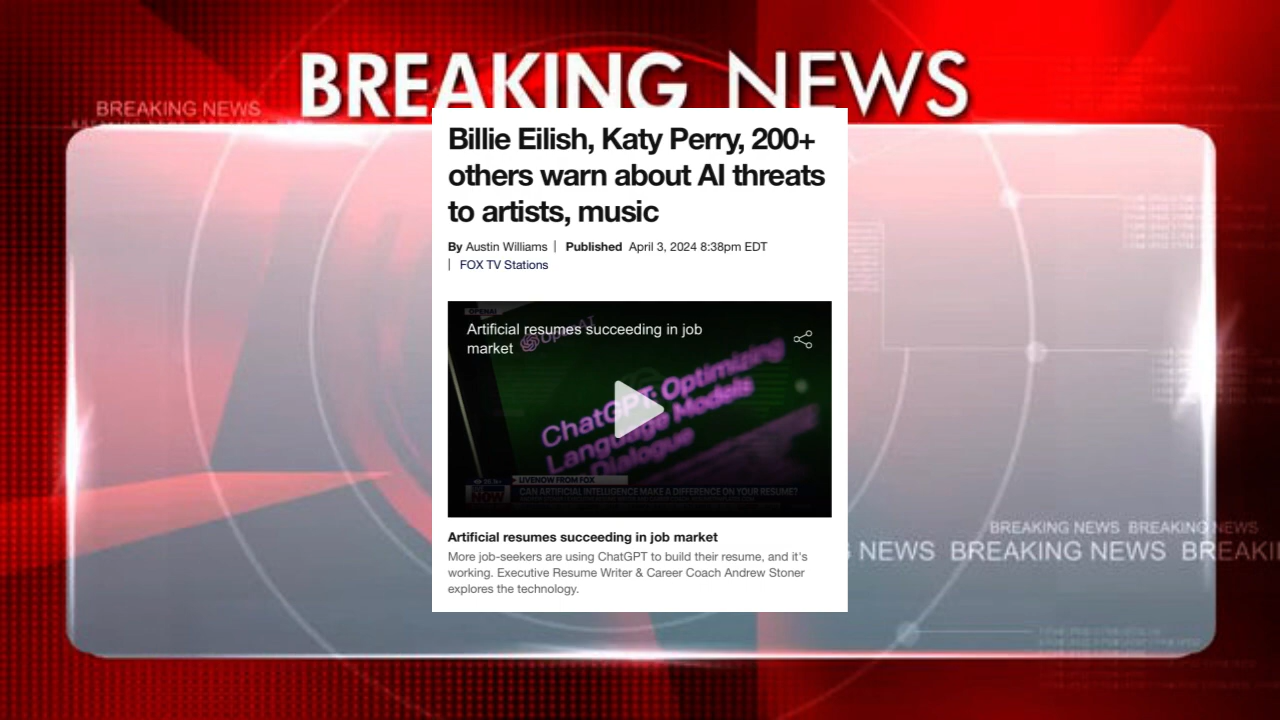 BREAKING NEWS
BREAKING NEWS
Billie Eilish, Katy Perry, 200+
others warn about AI threats
to artists, music
By Austin Williams | Published April 3, 2024 8:38pm EDT
| FOX TV Stations
OPENAI
Artificial resumes succeeding in job
market
OpenAI
ChatGPT: Optimizing
Language Models
Dialogue
LIVENOW FROM FOX
NOW
CAN ARTIFICIAL INTELLIGENCE MAKE A DIFFERENCE ON YOUR RESUME?
Artificial resumes succeeding in job market
More job-seekers are using ChatGPT to build their resume, and it's
working. Executive Resume Writer & Career Coach Andrew Stoner
explores the technology.
BREAKING NEWS BREAKING NEWS
NEWS BREAKING NEWS BREAKI